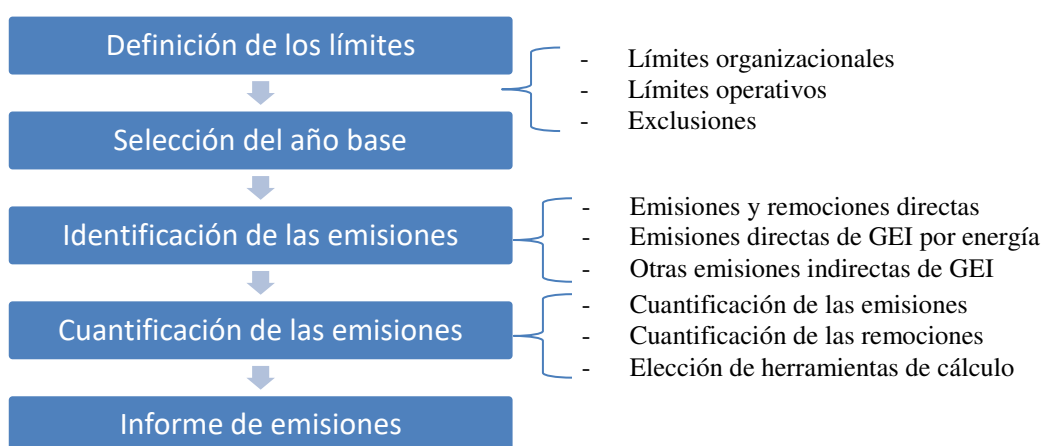 Definición de los límites
- Límites organizacionales
- Límites operativos
- Exclusiones
Selección del año base
Identificación de las emisiones
- Emisiones y remociones directas
- Emisiones directas de GEI por energía
- Otras emisiones indirectas de GEI
Cuantificación de las emisiones
- Cuantificación de las emisiones
- Cuantificación de las remociones
- Elección de herramientas de cálculo
Informe de emisiones